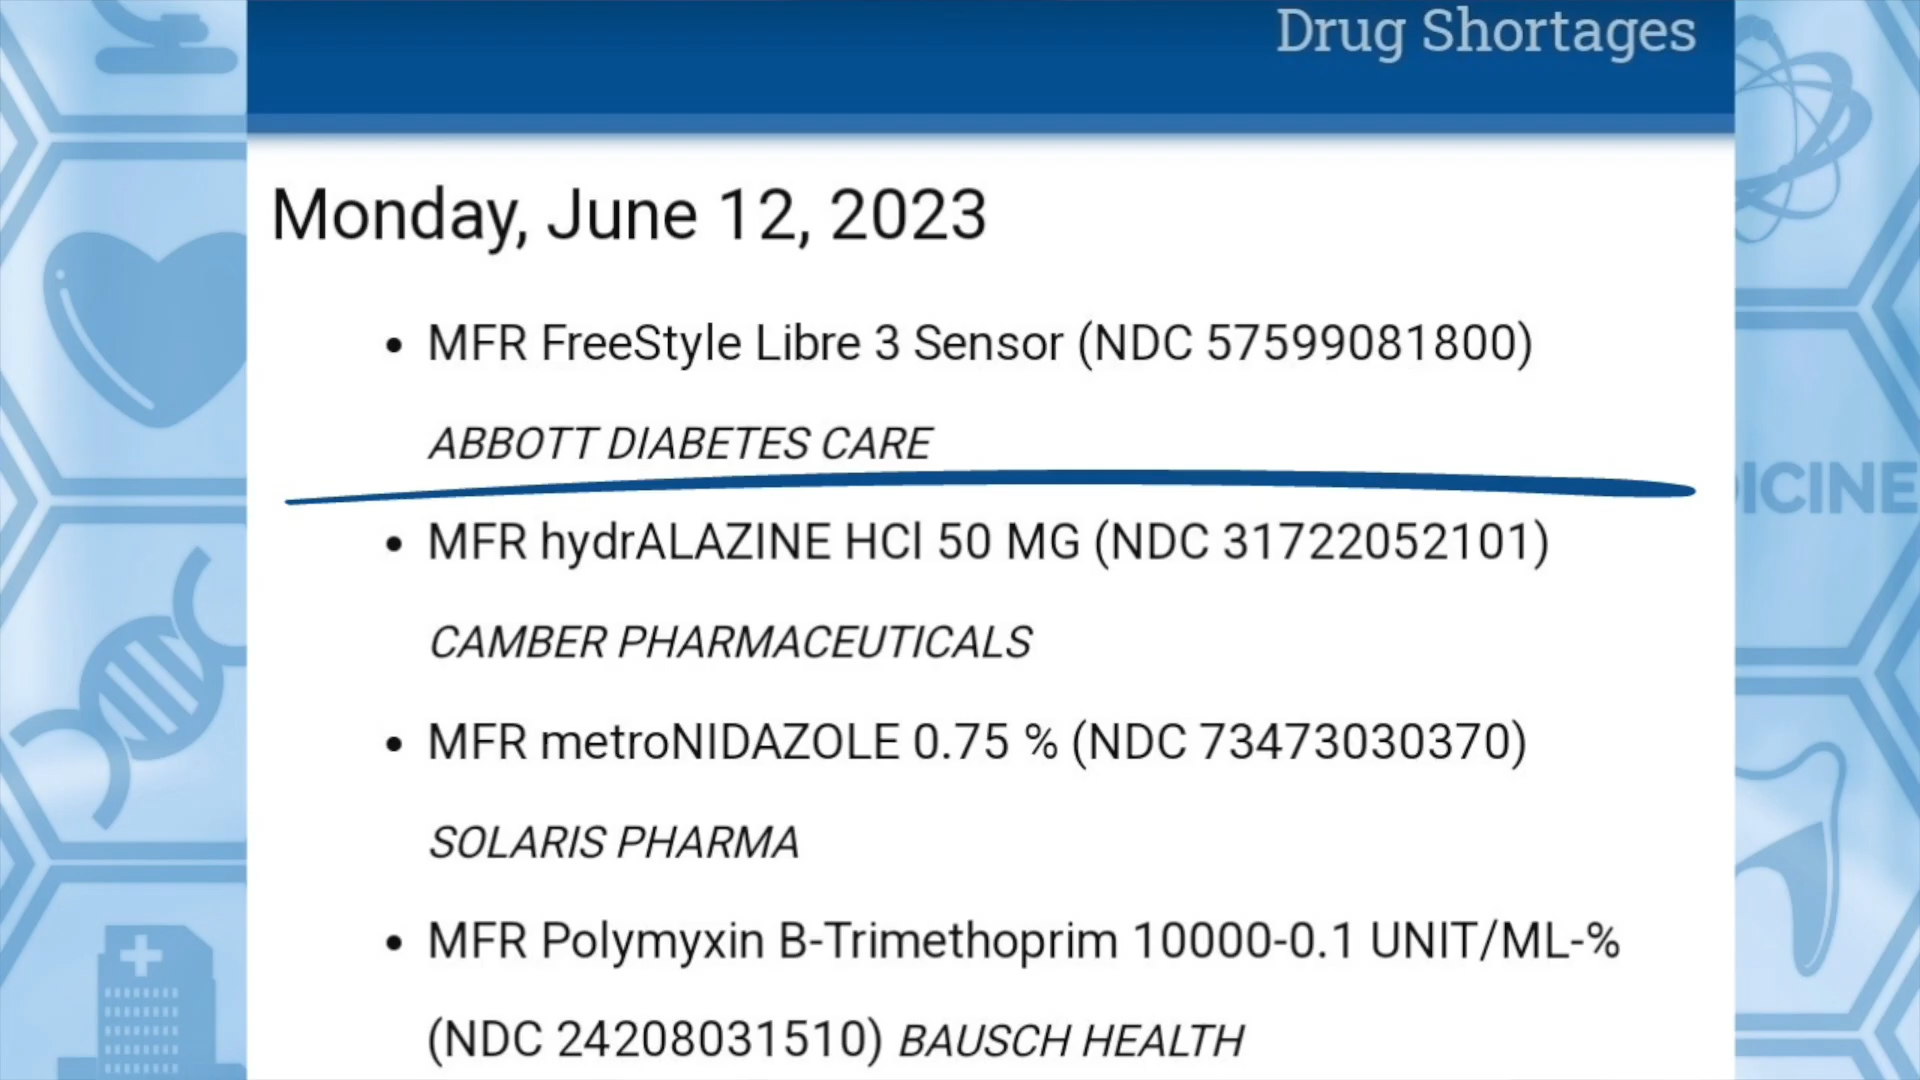 Drug Shortages
Monday, June 12, 2023
• MFR FreeStyle Libre 3 Sensor (NDC 57599081800)
ABBOTT DIABETES CARE
• MFR hydrALAZINE HCl 50 MG (NDC 31722052101)
CAMBER PHARMACEUTICALS
• MFR metroNIDAZOLE 0.75 % (NDC 73473030370)
SOLARIS PHARMA
• MFR Polymyxin B-Trimethoprim 10000-0.1 UNIT/ML-%
(NDC 24208031510) BAUSCH HEALTH
ICINE